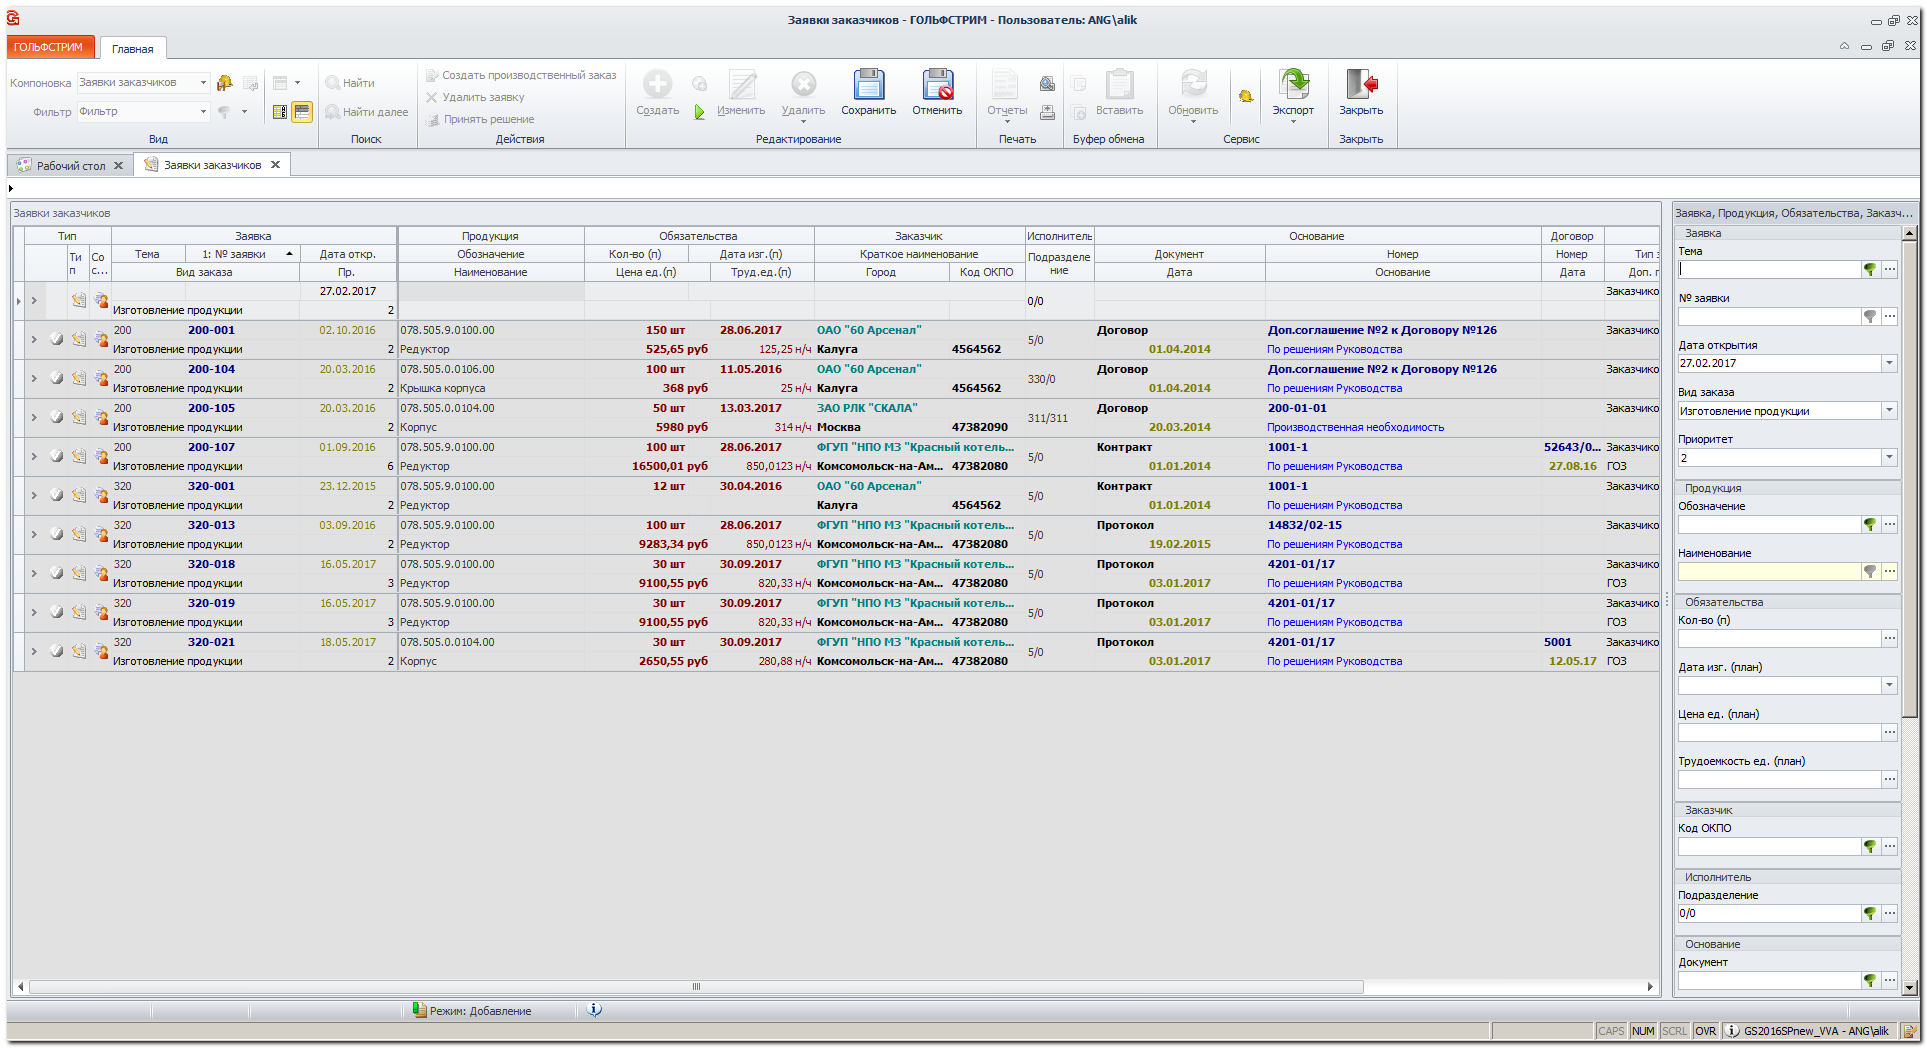 Заявки заказчиков - ГОЛЬФСТРИМ - Пользователь: ANG\alik
ГОЛЬФСТРИМ Главная
Компоновка Заявки заказчиков
Фильтр Фильтр
Вид
Найти
Найти далее
Поиск
Создать производственный заказ
Удалить заявку
Принять решение
Действия
Создать Изменить Удалить Сохранить Отменить
Редактирование
Отчеты
Печать
Вставить
Буфер обмена
Обновить Экспорт
Сервис
Закрыть
Закрыть
Рабочий стол Заявки заказчиков
Заявки заказчиков
Тип Заявка Продукция Обязательства Заказчик Исполнитель Основание Договор
Ти п Со с... Тема 1: № заявки Дата откр. Обозначение Кол-во (п) Дата изг.(п) Краткое наименование Подразделе ние Документ Номер Номер Тип з
Вид заказа Пр. Наименование Цена ед.(п) Труд.ед.(п) Город Код ОКПО Дата Основание Дата Доп. г
27.02.2017 0/0 Заказчико
Изготовление продукции 2
200 200-001 02.10.2016 078.505.9.0100.00 150 шт 28.06.2017 ОАО "60 Арсенал" 5/0 Договор Доп.соглашение №2 к Договору №126 Заказчико
Изготовление продукции 2 Редуктор 525,65 руб 125,25 н/ч Калуга 4564562 01.04.2014 По решениям Руководства
200 200-104 20.03.2016 078.505.0.0106.00 100 шт 11.05.2016 ОАО "60 Арсенал" 330/0 Договор Доп.соглашение №2 к Договору №126 Заказчико
Изготовление продукции 2 Крышка корпуса 368 руб 25 н/ч Калуга 4564562 01.04.2014 По решениям Руководства
200 200-105 20.03.2016 078.505.0.0104.00 50 шт 13.03.2017 ЗАО РЛК "СКАЛА" 311/311 Договор 200-01-01 Заказчико
Изготовление продукции 2 Корпус 5980 руб 314 н/ч Москва 47382090 20.03.2014 Производственная необходимость
200 200-107 01.09.2016 078.505.9.0100.00 100 шт 28.06.2017 ФГУП "НПО МЗ "Красный котель... 5/0 Контракт 1001-1 52643/0... Заказчико
Изготовление продукции 6 Редуктор 16500,01 руб 850,0123 н/ч Комсомольск-на-Ам... 47382080 01.01.2014 По решениям Руководства 27.08.16 ГОЗ
320 320-001 23.12.2015 078.505.9.0100.00 12 шт 30.04.2016 ОАО "60 Арсенал" 5/0 Контракт 1001-1 Заказчико
Изготовление продукции 2 Редуктор Калуга 4564562 01.01.2014 По решениям Руководства
320 320-013 03.09.2016 078.505.9.0100.00 100 шт 28.06.2017 ФГУП "НПО МЗ "Красный котель... 5/0 Протокол 14832/02-15 Заказчико
Изготовление продукции 2 Редуктор 9283,34 руб 850,0123 н/ч Комсомольск-на-Ам... 47382080 19.02.2015 По решениям Руководства
320 320-018 16.05.2017 078.505.9.0100.00 30 шт 30.09.2017 ФГУП "НПО МЗ "Красный котель... 5/0 Протокол 4201-01/17 Заказчико
Изготовление продукции 3 Редуктор 9100,55 руб 820,33 н/ч Комсомольск-на-Ам... 47382080 03.01.2017 По решениям Руководства ГОЗ
320 320-019 16.05.2017 078.505.9.0100.00 30 шт 30.09.2017 ФГУП "НПО МЗ "Красный котель... 5/0 Протокол 4201-01/17 Заказчико
Изготовление продукции 3 Редуктор 9100,55 руб 820,33 н/ч Комсомольск-на-Ам... 47382080 03.01.2017 По решениям Руководства ГОЗ
320 320-021 18.05.2017 078.505.0.0104.00 30 шт 30.09.2017 ФГУП "НПО МЗ "Красный котель... 5/0 Протокол 4201-01/17 5001 Заказчико
Изготовление продукции 2 Корпус 2650,55 руб 280,88 н/ч Комсомольск-на-Ам... 47382080 03.01.2017 По решениям Руководства 12.05.17 ГОЗ
Заявка, Продукция, Обязательства, Заказч...
Заявка
Тема
№ заявки
Дата открытия
27.02.2017
Вид заказа
Изготовление продукции
Приоритет
2
Продукция
Обозначение
Наименование
Обязательства
Кол-во (п)
Дата изг. (план)
Цена ед. (план)
Трудоемкость ед. (план)
Заказчик
Код ОКПО
Исполнитель
Подразделение
0/0
Основание
Документ
Режим: Добавление
CAPS NUM SCRL OVR GS2016SPnew_VVA - ANG\alik